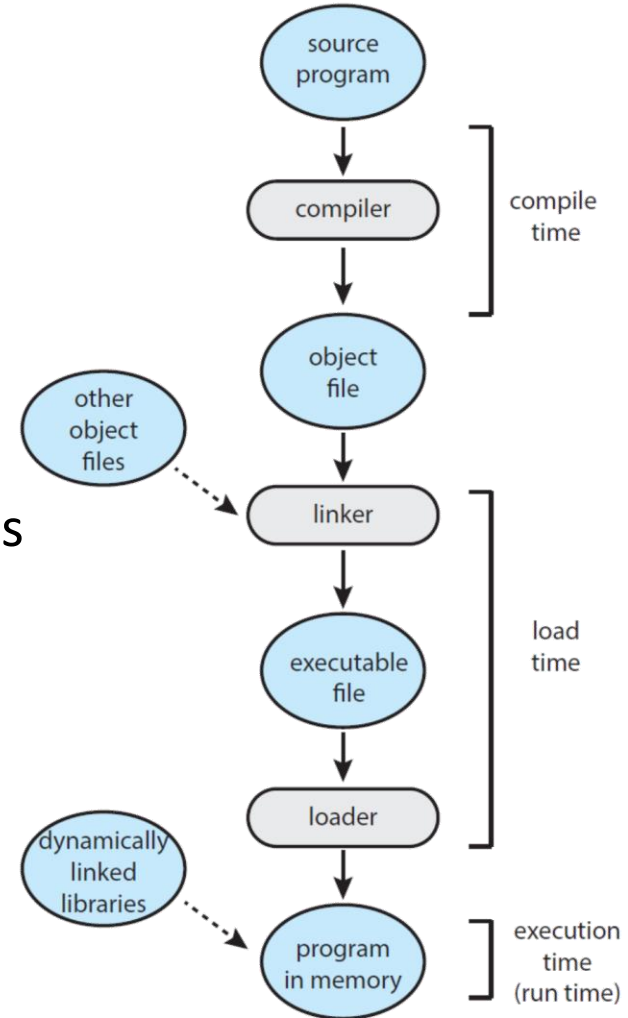 source
program
compiler
compile
time
object
file
other
object
files
linker
s
executable
file
load
time
loader
dynamically
linked
libraries
program
in memory
execution
time
(run time)